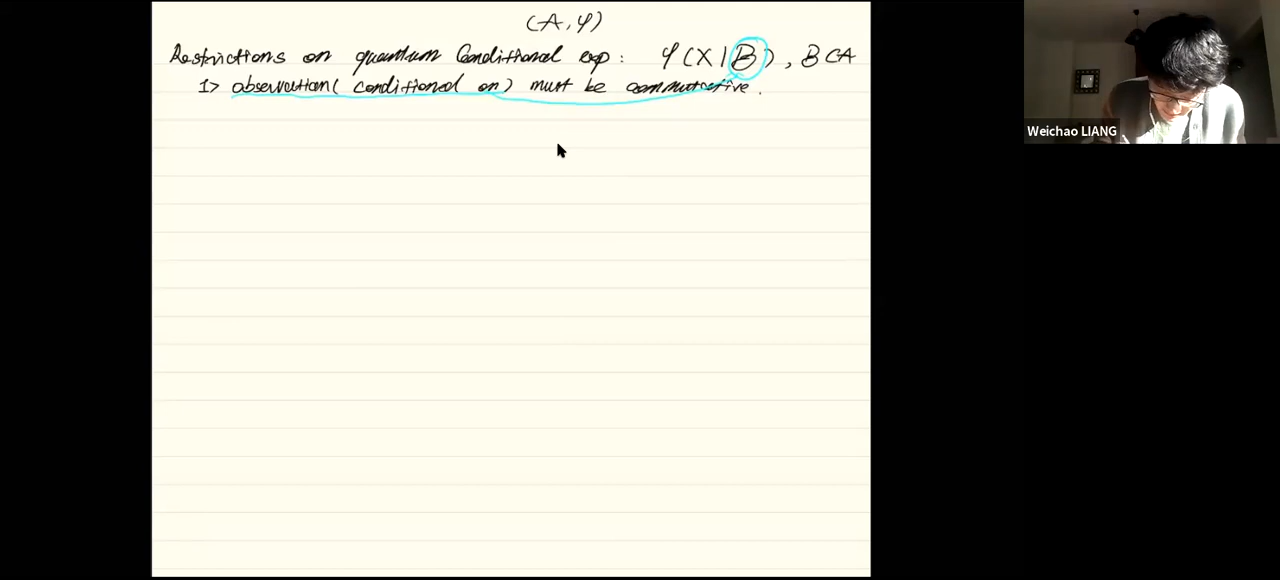 (A, φ)
Restrictions on quantum Conditional exp: φ(X | B), B ⊂ A
1> observation( conditional on) must be commutative.
Weichao LIANG